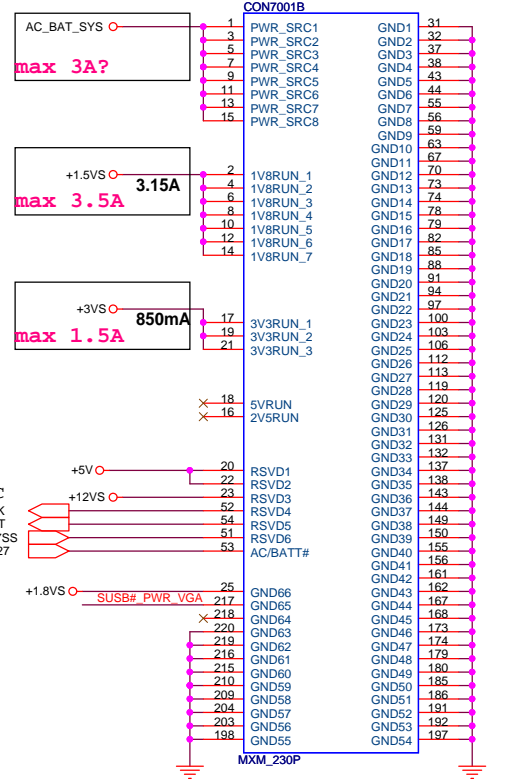 CON7001B
AC_BAT_SYS 1 PWR_SRC1 GND1 31
3 PWR_SRC2 GND2 32
5 PWR_SRC3 GND3 37
max 3A? 7 PWR_SRC4 GND4 38
9 PWR_SRC5 GND5 43
11 PWR_SRC6 GND6 44
13 PWR_SRC7 GND7 55
15 PWR_SRC8 GND8 56
GND9 59
GND10 63
GND11 67
+1.5VS 3.15A 2 1V8RUN_1 GND12 70
4 1V8RUN_2 GND13 73
max 3.5A 6 1V8RUN_3 GND14 74
8 1V8RUN_4 GND15 78
10 1V8RUN_5 GND16 79
12 1V8RUN_6 GND17 82
14 1V8RUN_7 GND18 85
GND19 88
GND20 91
GND21 94
+3VS 850mA GND22 97
17 3V3RUN_1 GND23 100
max 1.5A 19 3V3RUN_2 GND24 103
21 3V3RUN_3 GND25 106
GND26 112
GND27 113
GND28 119
18 5VRUN GND29 120
16 2V5RUN GND30 125
GND31 126
GND32 131
GND33 132
+5V 20 RSVD1 GND34 137
22 RSVD2 GND35 138
+12VS 23 RSVD3 GND36 143
52 RSVD4 GND37 144
54 RSVD5 GND38 149
51 RSVD6 GND39 150
27 53 AC/BATT# GND40 155
GND41 156
GND42 161
+1.8VS 25 GND66 GND43 162
SUSB#_PWR_VGA 217 GND65 GND44 167
218 GND64 GND45 168
220 GND63 GND46 173
219 GND62 GND47 174
216 GND61 GND48 179
215 GND60 GND49 180
210 GND59 GND50 185
209 GND58 GND51 186
204 GND57 GND52 191
203 GND56 GND53 192
198 GND55 GND54 197
MXM_230P